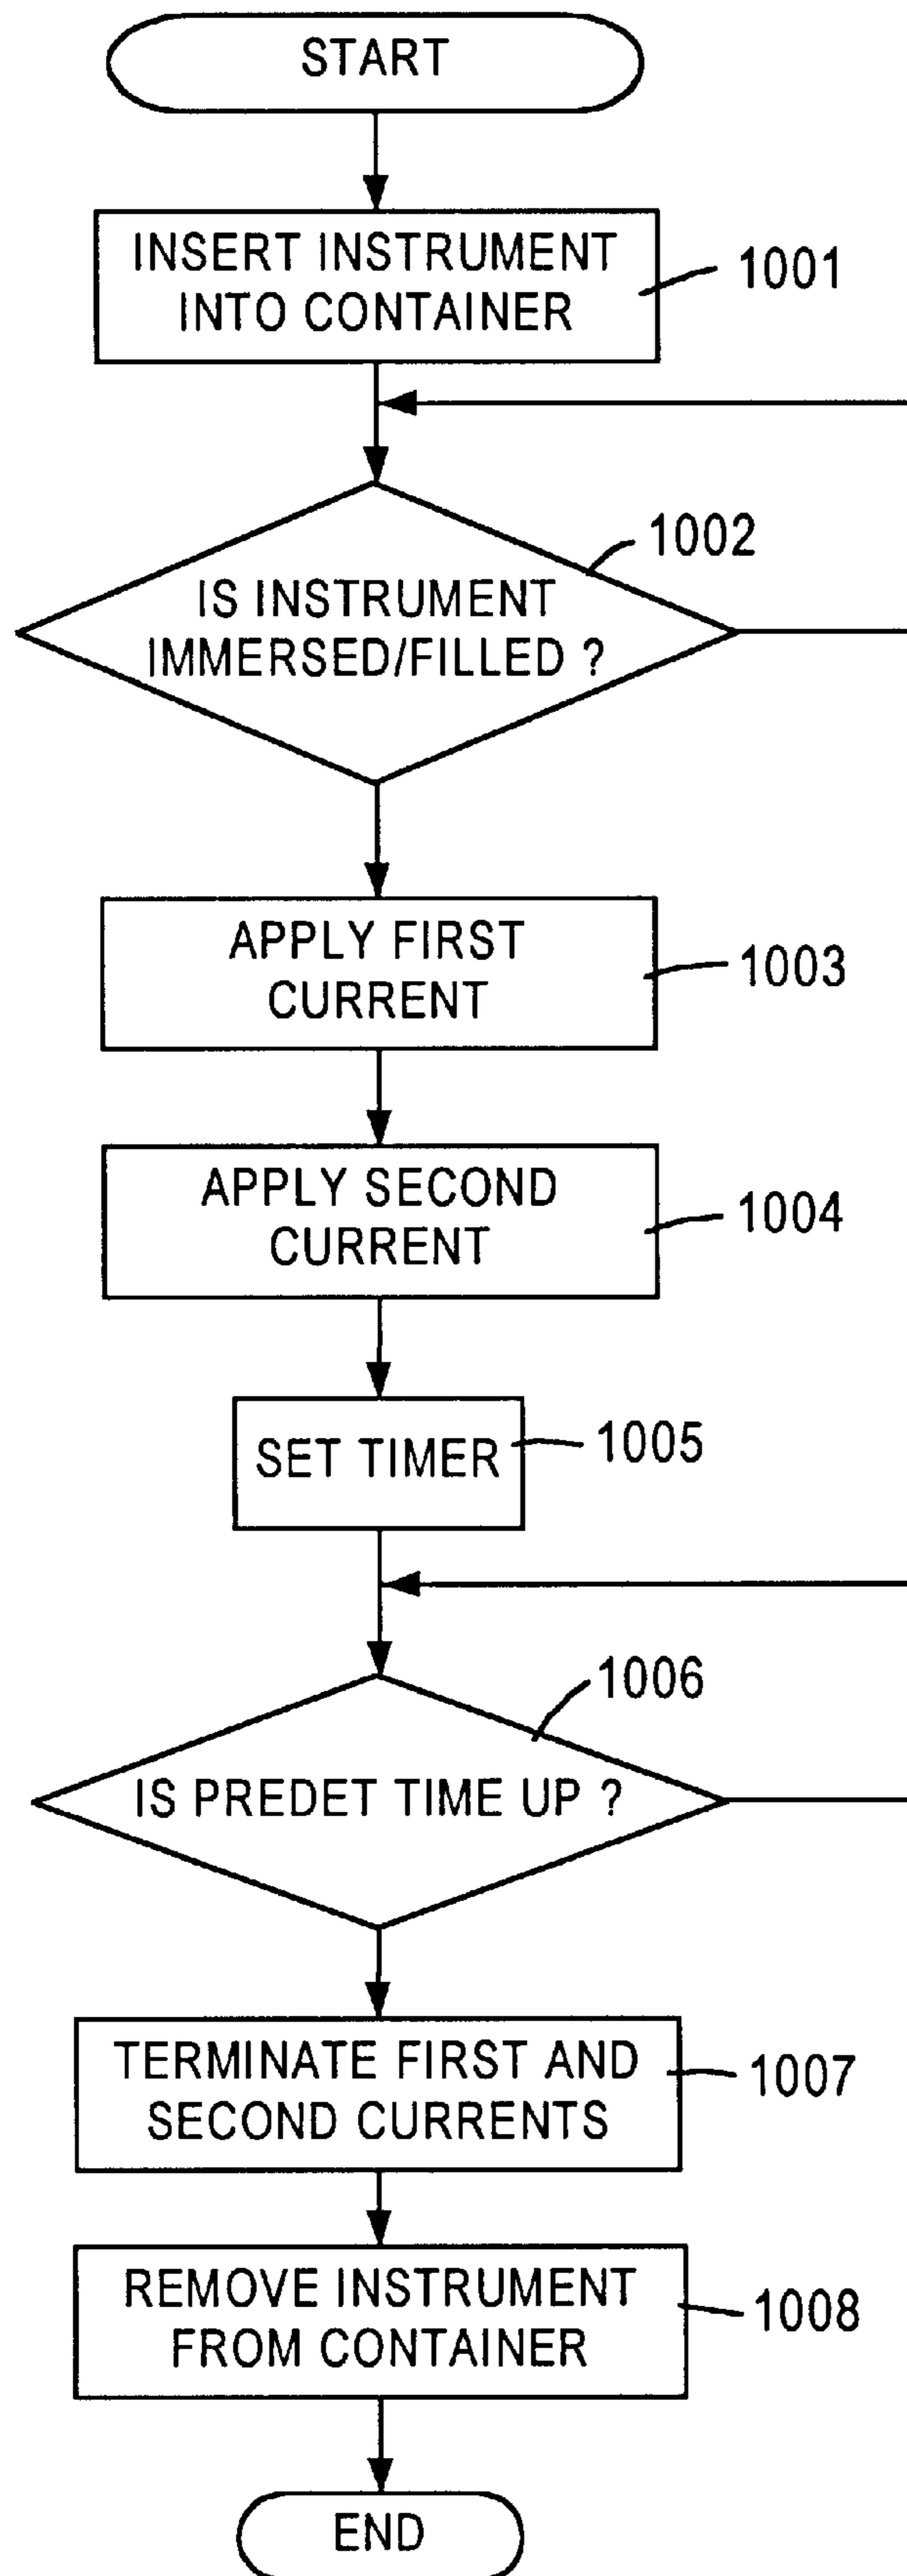 START
INSERT INSTRUMENT
INTO CONTAINER
1001
1002
IS INSTRUMENT
IMMERSED/FILLED ?
APPLY FIRST
CURRENT
1003
APPLY SECOND
CURRENT
1004
SET TIMER
1005
1006
IS PREDET TIME UP ?
TERMINATE FIRST AND
SECOND CURRENTS
1007
REMOVE INSTRUMENT
FROM CONTAINER
1008
END